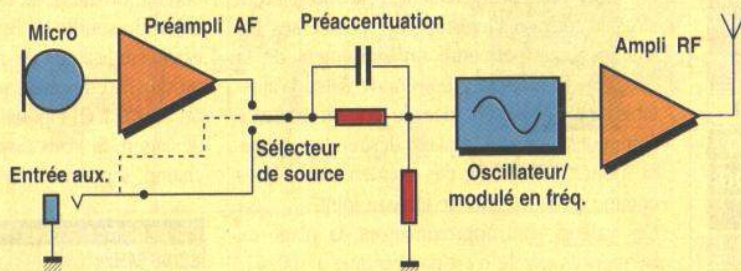 Micro
Préampli AF
Préaccentuation
Ampli RF
Entrée aux.
Sélecteur
de source
Oscillateur/
modulé en fréq.